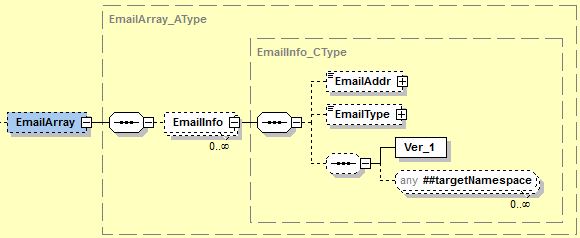 EmailArray_AType
EmailInfo_CType
EmailAddr
EmailArray
EmailInfo
EmailType
0..∞
Ver_1
any ##targetNamespace
0..∞